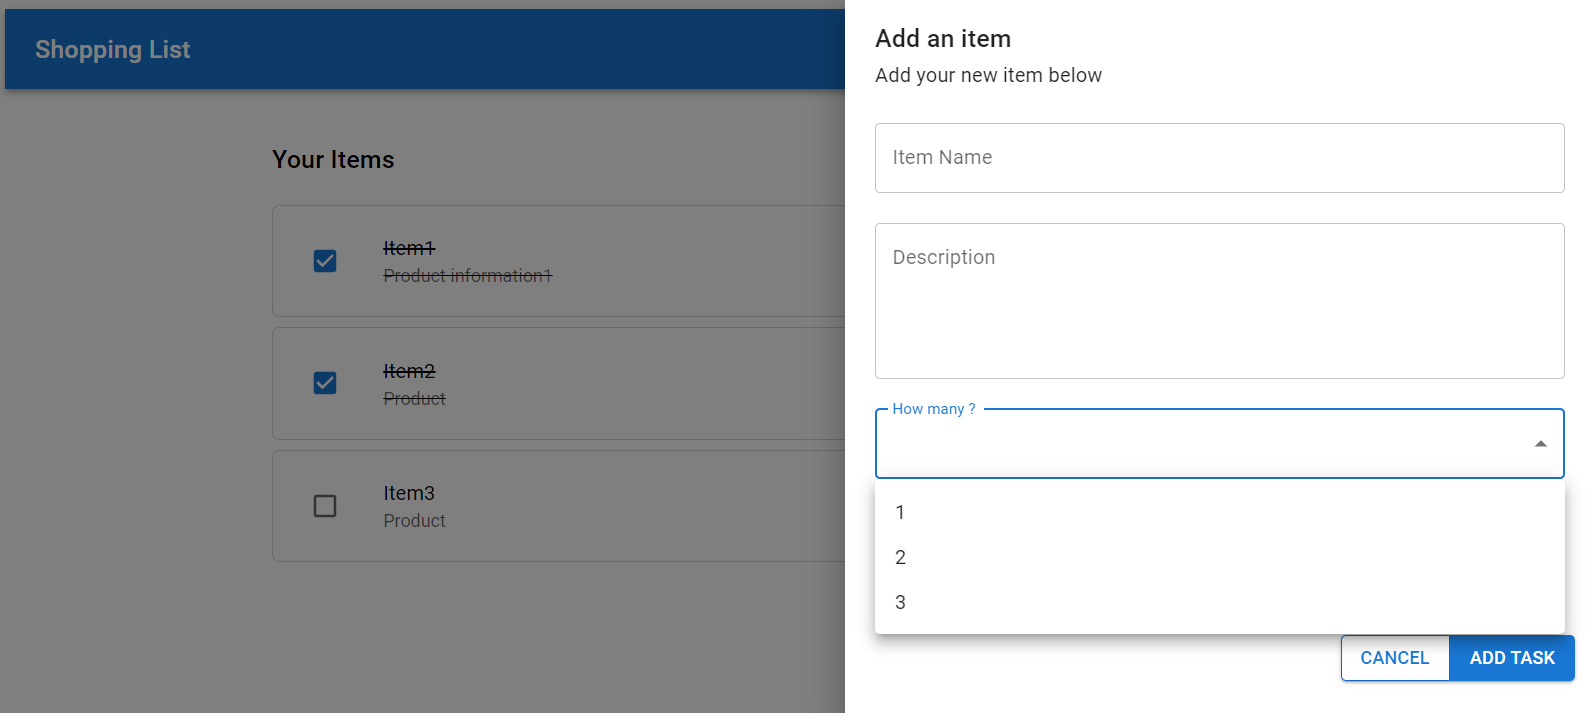 Shopping List
Your Items
Item1
Product information1
Item2
Product
Item3
Product
Add an item
Add your new item below
Item Name
Description
How many ?
1
2
3
CANCEL
ADD TASK